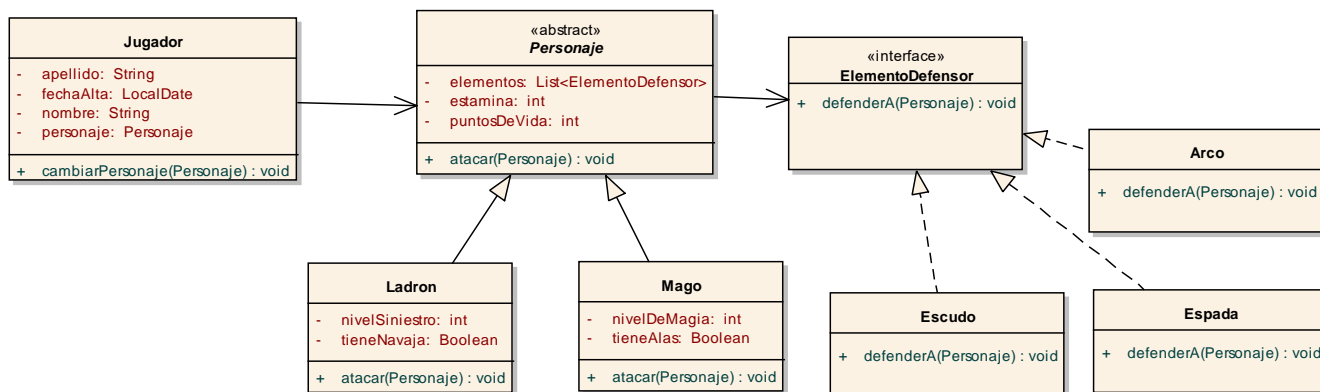 Jugador
- apellido: String
- fechaAlta: LocalDate
- nombre: String
- personaje: Personaje
+ cambiarPersonaje(Personaje) : void
«abstract»
Personaje
- elementos: List<ElementoDefensor>
- estamina: int
- puntosDeVida: int
+ atacar(Personaje) : void
«interface»
ElementoDefensor
+ defenderA(Personaje) : void
Arco
+ defenderA(Personaje) : void
Ladron
- nivelSiniestro: int
- tieneNavaja: Boolean
+ atacar(Personaje) : void
Mago
- nivelDeMagia: int
- tieneAlas: Boolean
+ atacar(Personaje) : void
Escudo
+ defenderA(Personaje) : void
Espada
+ defenderA(Personaje) : void